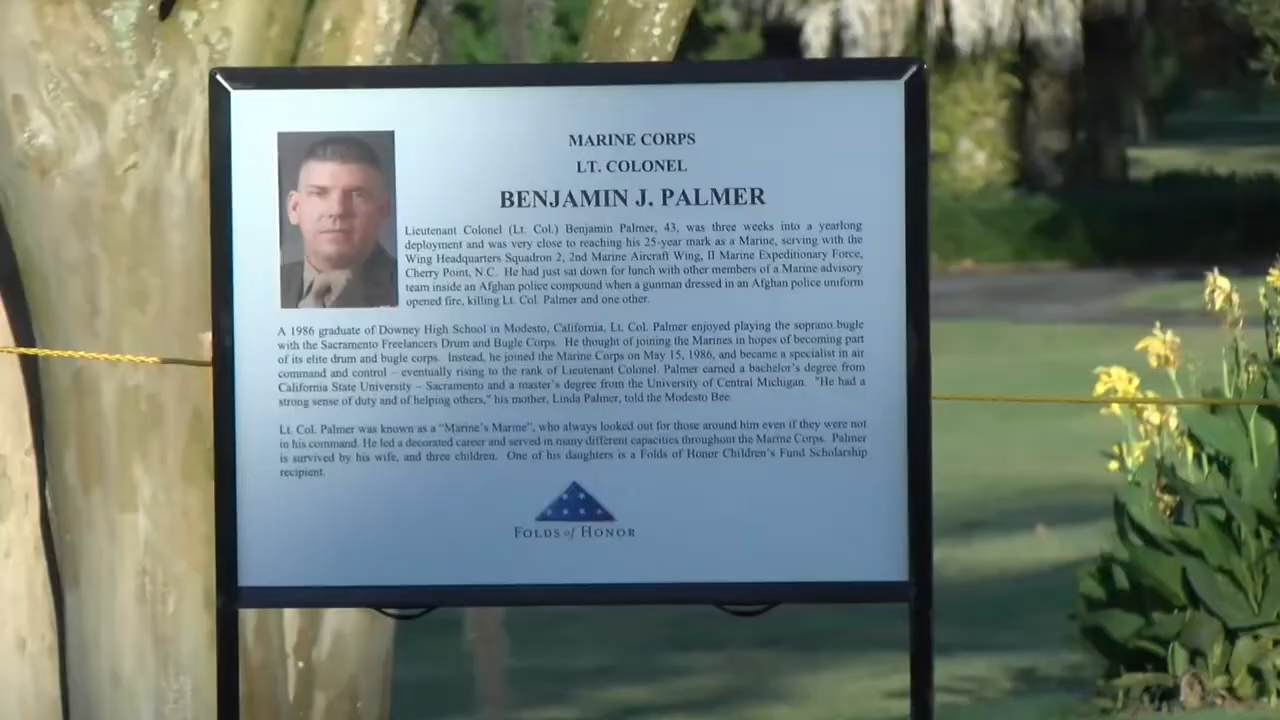 MARINE CORPS
LT. COLONEL
BENJAMIN J. PALMER
Lieutenant Colonel (Lt. Col.) Benjamin Palmer, 43, was three weeks into a yearlong
deployment and was very close to reaching his 25-year mark as a Marine, serving with the
Wing Headquarters Squadron 2, 2nd Marine Aircraft Wing, II Marine Expeditionary Force,
Cherry Point, N.C. He had just sat down for lunch with other members of a Marine advisory
team inside an Afghan police compound when a gunman dressed in an Afghan police uniform
opened fire, killing Lt. Col. Palmer and one other.
A 1986 graduate of Downey High School in Modesto, California, Lt. Col. Palmer enjoyed playing the soprano bugle
with the Sacramento Freelancers Drum and Bugle Corps. He thought of joining the Marines in hopes of becoming part
of its elite drum and bugle corps. Instead, he joined the Marine Corps on May 15, 1986, and became a specialist in air
command and control – eventually rising to the rank of Lieutenant Colonel. Palmer earned a bachelor's degree from
California State University – Sacramento and a master's degree from the University of Central Michigan. "He had a
strong sense of duty and of helping others," his mother, Linda Palmer, told the Modesto Bee.
Lt. Col. Palmer was known as a "Marine's Marine", who always looked out for those around him even if they were not
in his command. He led a decorated career and served in many different capacities throughout the Marine Corps. Palmer
is survived by his wife, and three children. One of his daughters is a Folds of Honor Children's Fund Scholarship
recipient.
FOLDS of HONOR